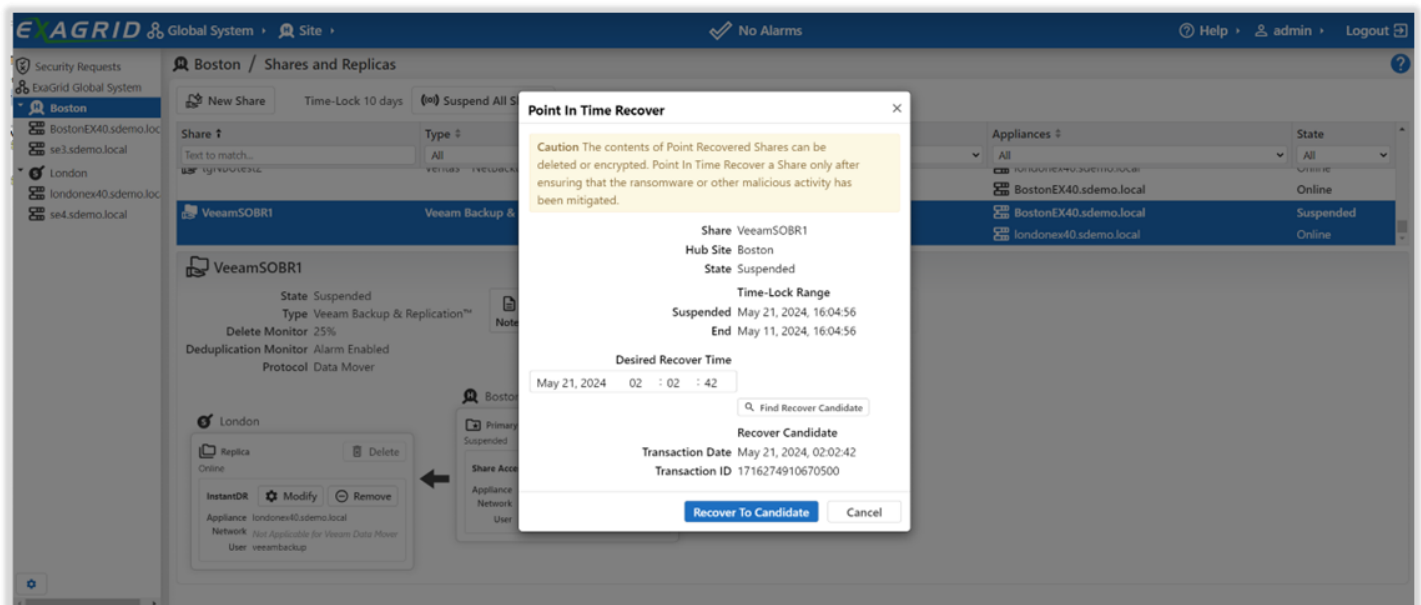 EXAGRID Global System Site No Alarms Help admin Logout
Security Requests
ExaGrid Global System
Boston
BostonEX40.sdemo.loc
se3.sdemo.local
London
londonex40.sdemo.loc
se4.sdemo.local
Boston / Shares and Replicas
New Share Time-Lock 10 days Suspend All S
Share Type Appliances State
Text to match... All All All
BostonEX40.sdemo.local Online
VeeamSOBR1 Veeam Backup & BostonEX40.sdemo.local Suspended
londonex40.sdemo.local Online
VeeamSOBR1
State Suspended
Type Veeam Backup & Replication™
Delete Monitor 25%
Deduplication Monitor Alarm Enabled
Protocol Data Mover
Note
London
Replica Delete
Online
InstantDR Modify Remove
Appliance londonex40.sdemo.local
Network Not Applicable for Veeam Data Mover
User veeambackup
Bosto
Primary
Suspended
Share Acce
Appliance
Network
User
Point In Time Recover
Caution The contents of Point Recovered Shares can be
deleted or encrypted. Point In Time Recover a Share only after
ensuring that the ransomware or other malicious activity has
been mitigated.
Share VeeamSOBR1
Hub Site Boston
State Suspended
Time-Lock Range
Suspended May 21, 2024, 16:04:56
End May 11, 2024, 16:04:56
Desired Recover Time
May 21, 2024 02 : 02 : 42
Find Recover Candidate
Recover Candidate
Transaction Date May 21, 2024, 02:02:42
Transaction ID 1716274910670500
Recover To Candidate Cancel